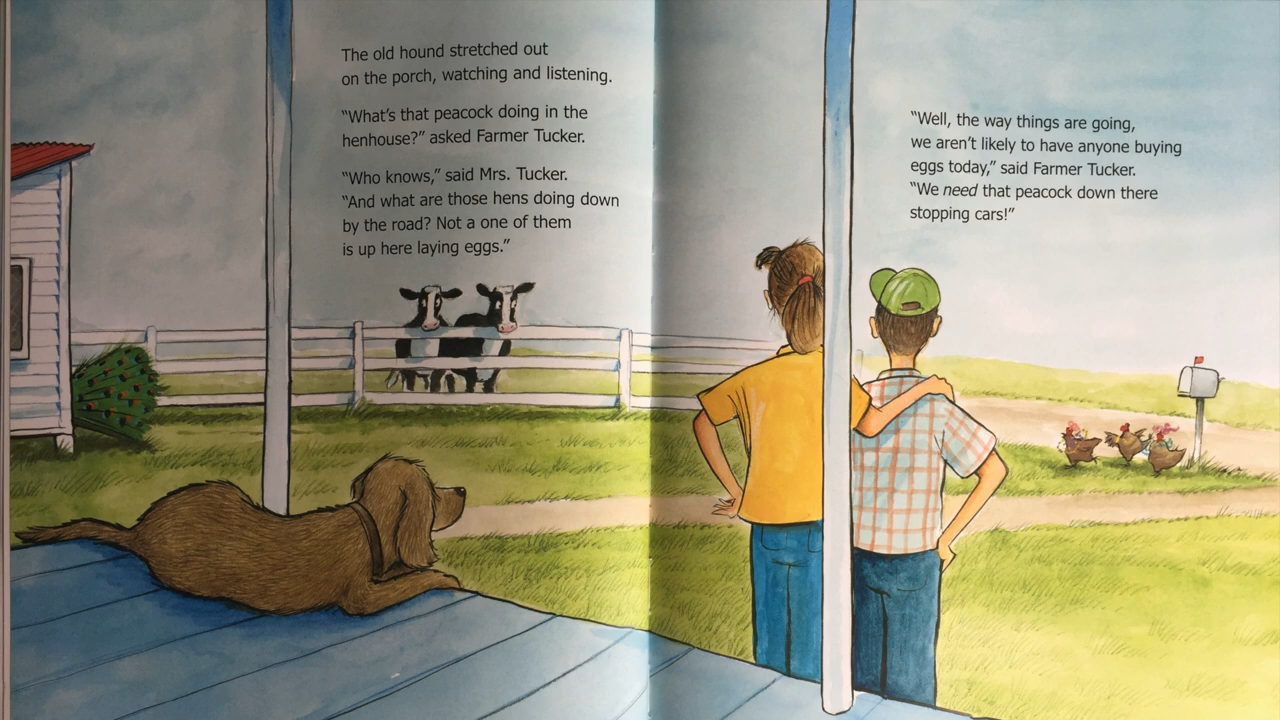 The old hound stretched out
on the porch, watching and listening.
“What’s that peacock doing in the
henhouse?” asked Farmer Tucker.
“Who knows,” said Mrs. Tucker.
“And what are those hens doing down
by the road? Not a one of them
is up here laying eggs.”
“Well, the way things are going,
we aren’t likely to have anyone buying
eggs today,” said Farmer Tucker.
“We need that peacock down there
stopping cars!”